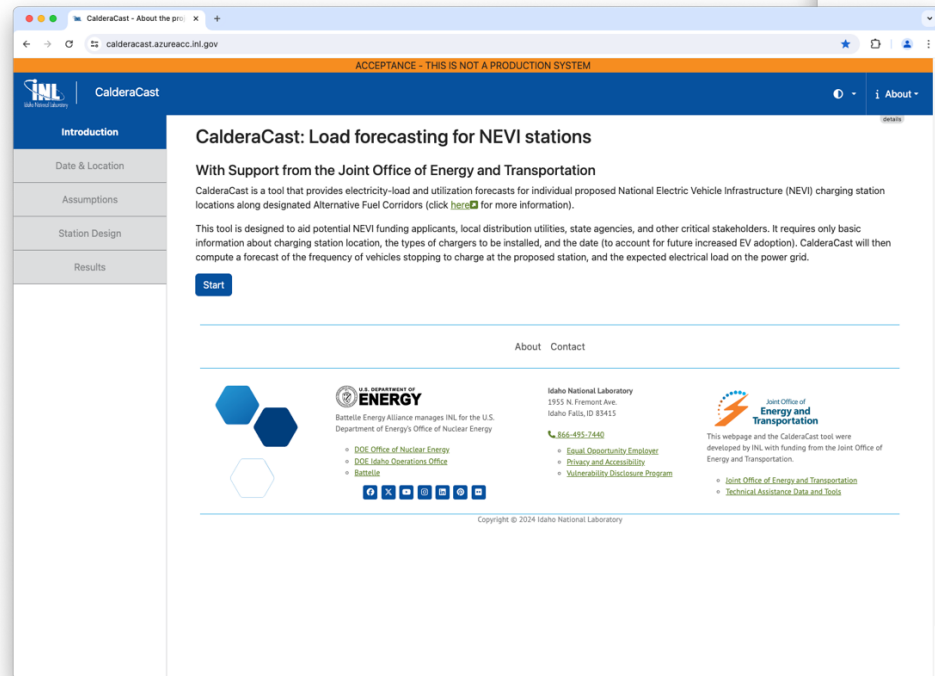 CalderaCast - About the pro
calderacast.azureacc.inl.gov
ACCEPTANCE - THIS IS NOT A PRODUCTION SYSTEM
INL
Idaho National Laboratory
CalderaCast
About
details
Introduction
Date & Location
Assumptions
Station Design
Results
CalderaCast: Load forecasting for NEVI stations
With Support from the Joint Office of Energy and Transportation
CalderaCast is a tool that provides electricity-load and utilization forecasts for individual proposed National Electric Vehicle Infrastructure (NEVI) charging station
locations along designated Alternative Fuel Corridors (click here for more information).
This tool is designed to aid potential NEVI funding applicants, local distribution utilities, state agencies, and other critical stakeholders. It requires only basic
information about charging station location, the types of chargers to be installed, and the date (to account for future increased EV adoption). CalderaCast will then
compute a forecast of the frequency of vehicles stopping to charge at the proposed station, and the expected electrical load on the power grid.
Start
About Contact
U.S. DEPARTMENT OF
ENERGY
Battelle Energy Alliance manages INL for the U.S.
Department of Energy's Office of Nuclear Energy
DOE Office of Nuclear Energy
DOE Idaho Operations Office
Battelle
Idaho National Laboratory
1955 N. Fremont Ave.
Idaho Falls, ID 83415
866-495-7440
Equal Opportunity Employer
Privacy and Accessibility
Vulnerability Disclosure Program
Joint Office of
Energy and
Transportation
This webpage and the CalderaCast tool were
developed by INL with funding from the Joint Office of
Energy and Transportation.
Joint Office of Energy and Transportation
Technical Assistance Data and Tools
Copyright © 2024 Idaho National Laboratory